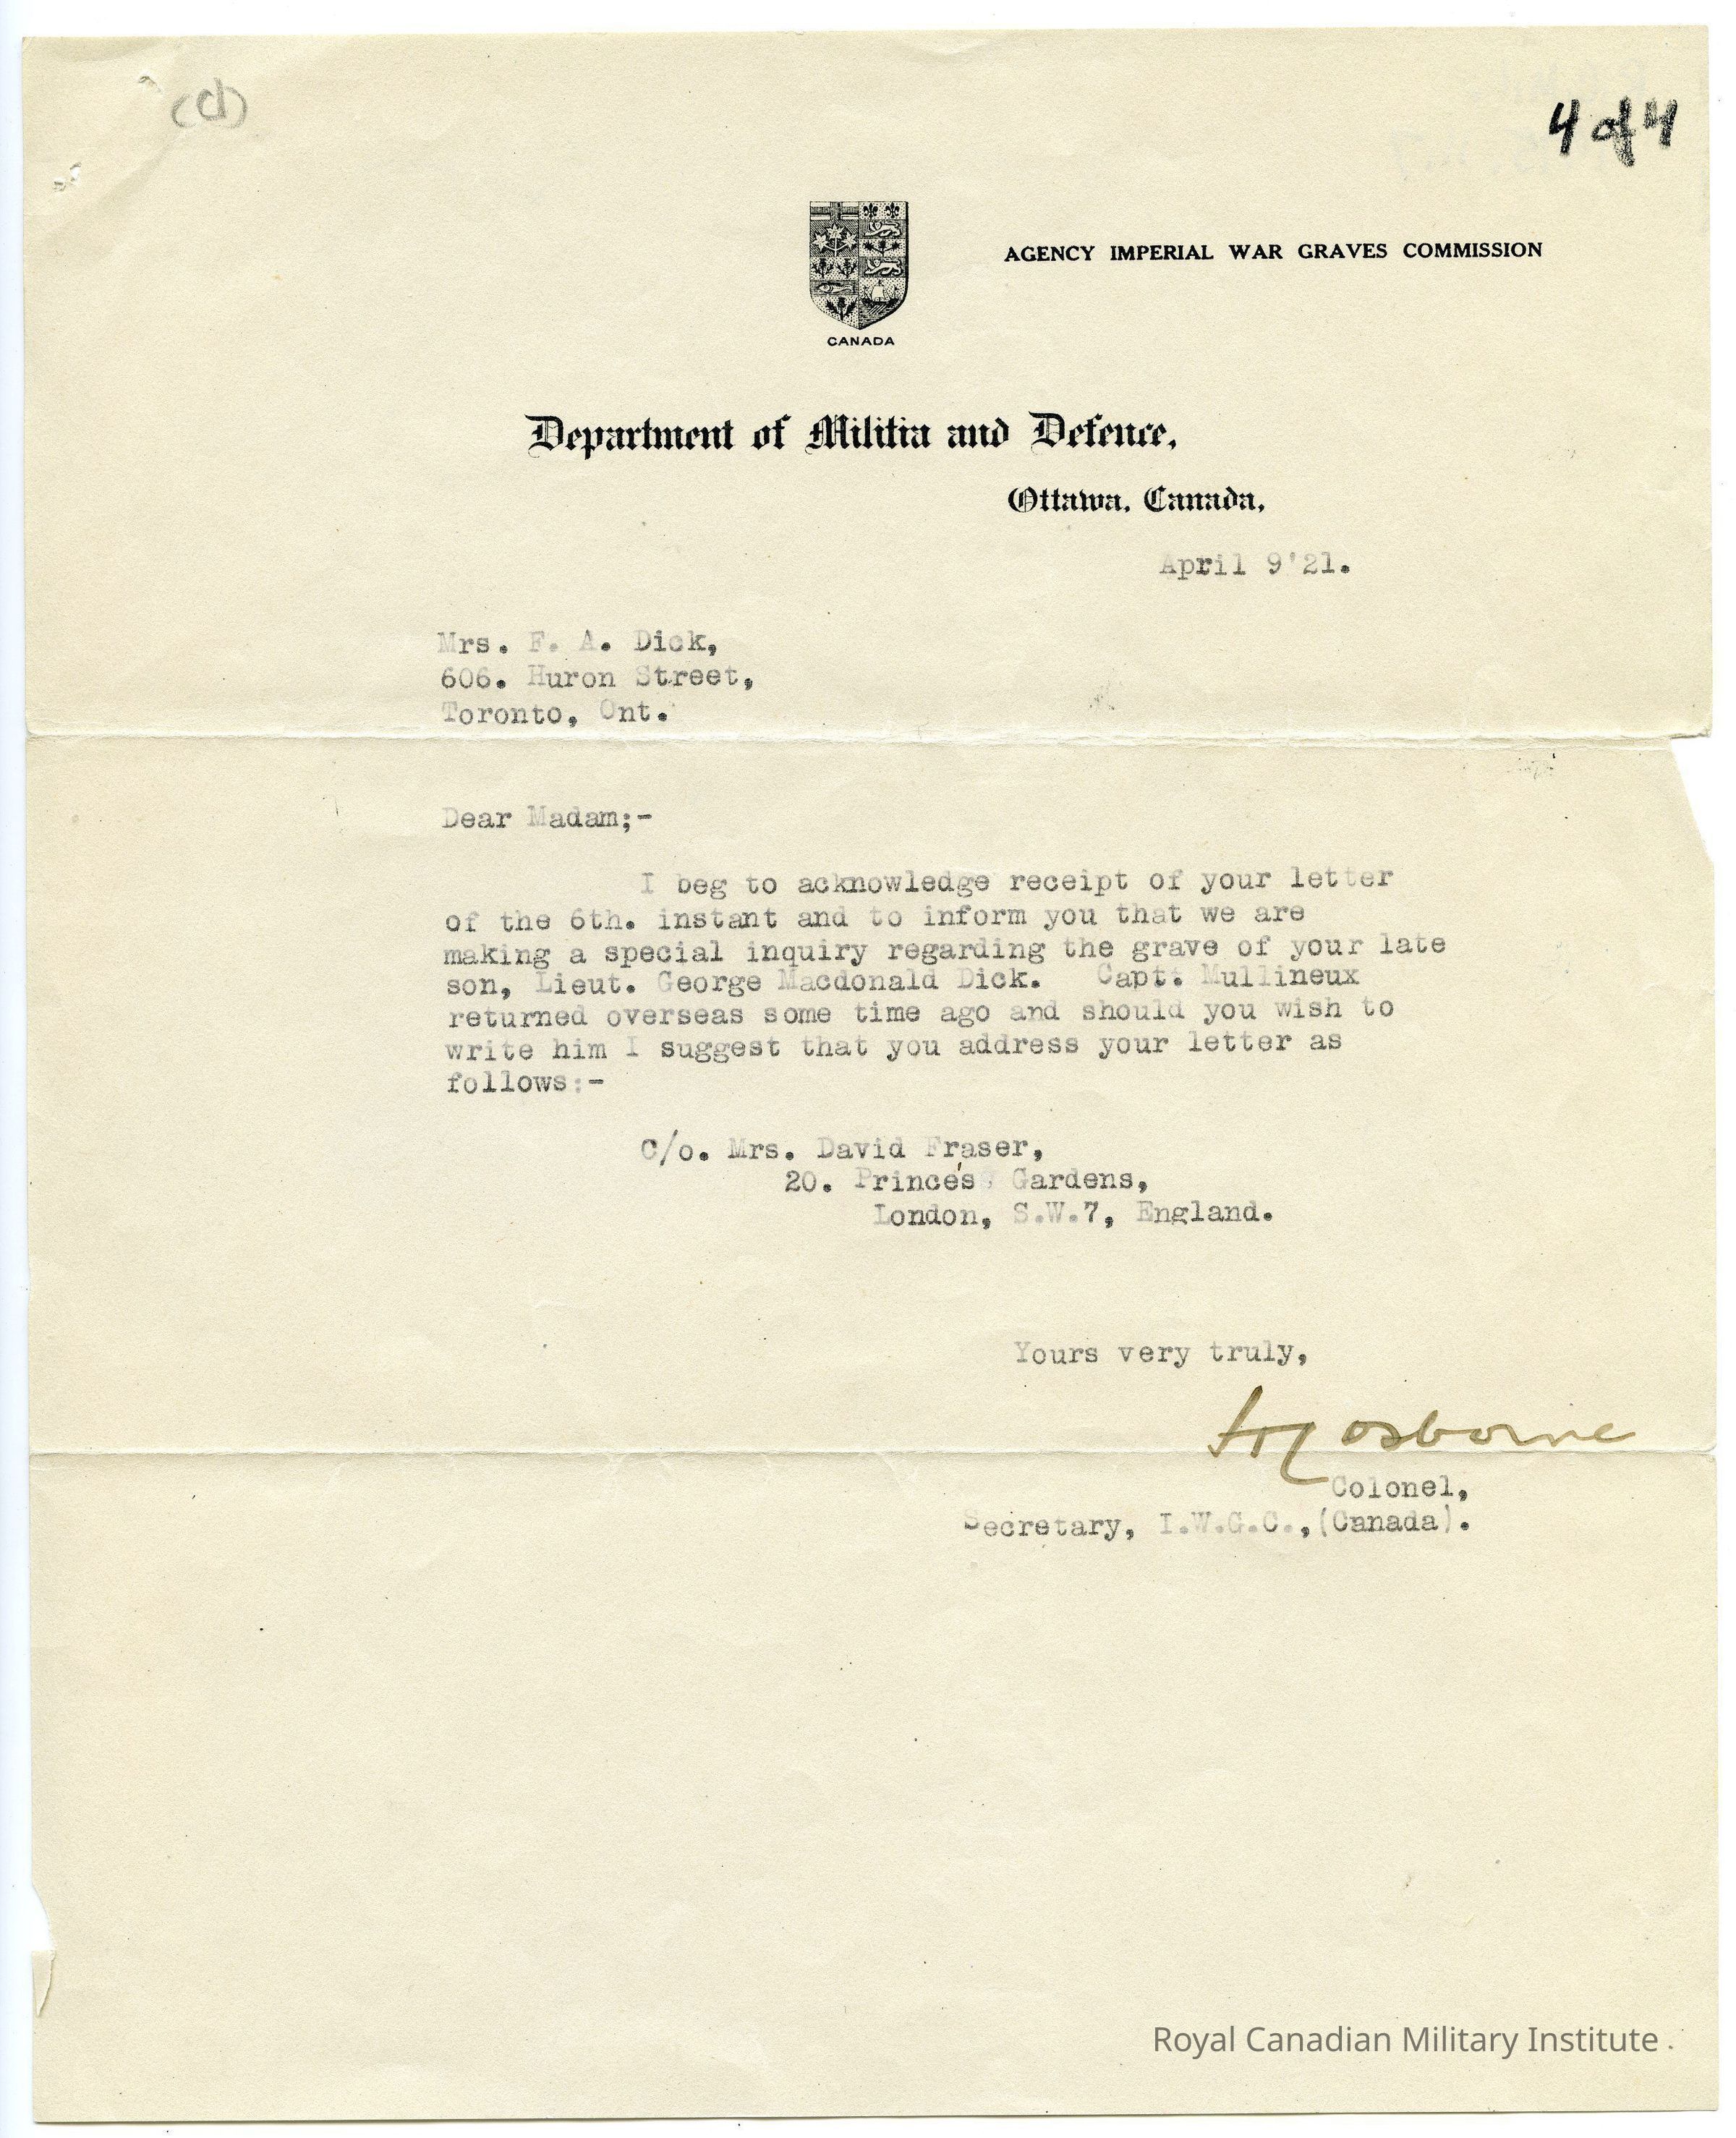 (d)
4 of 4
AGENCY IMPERIAL WAR GRAVES COMMISSION
CANADA
Department of Militia and Defence,
Ottawa, Canada,
April 9'21.
Mrs. F. A. Dick,
606. Huron Street,
Toronto, Ont.
Dear Madam;-
I beg to acknowledge receipt of your letter
of the 6th. instant and to inform you that we are
making a special inquiry regarding the grave of your late
son, Lieut. George Macdonald Dick. Capt. Mullineux
returned overseas some time ago and should you wish to
write him I suggest that you address your letter as
follows:-
C/o. Mrs. David Fraser,
20. Prince's Gardens,
London, S.W.7, England.
Yours very truly,
Osborne
Colonel,
Secretary, I.W.G.C.,(Canada).
Royal Canadian Military Institute .